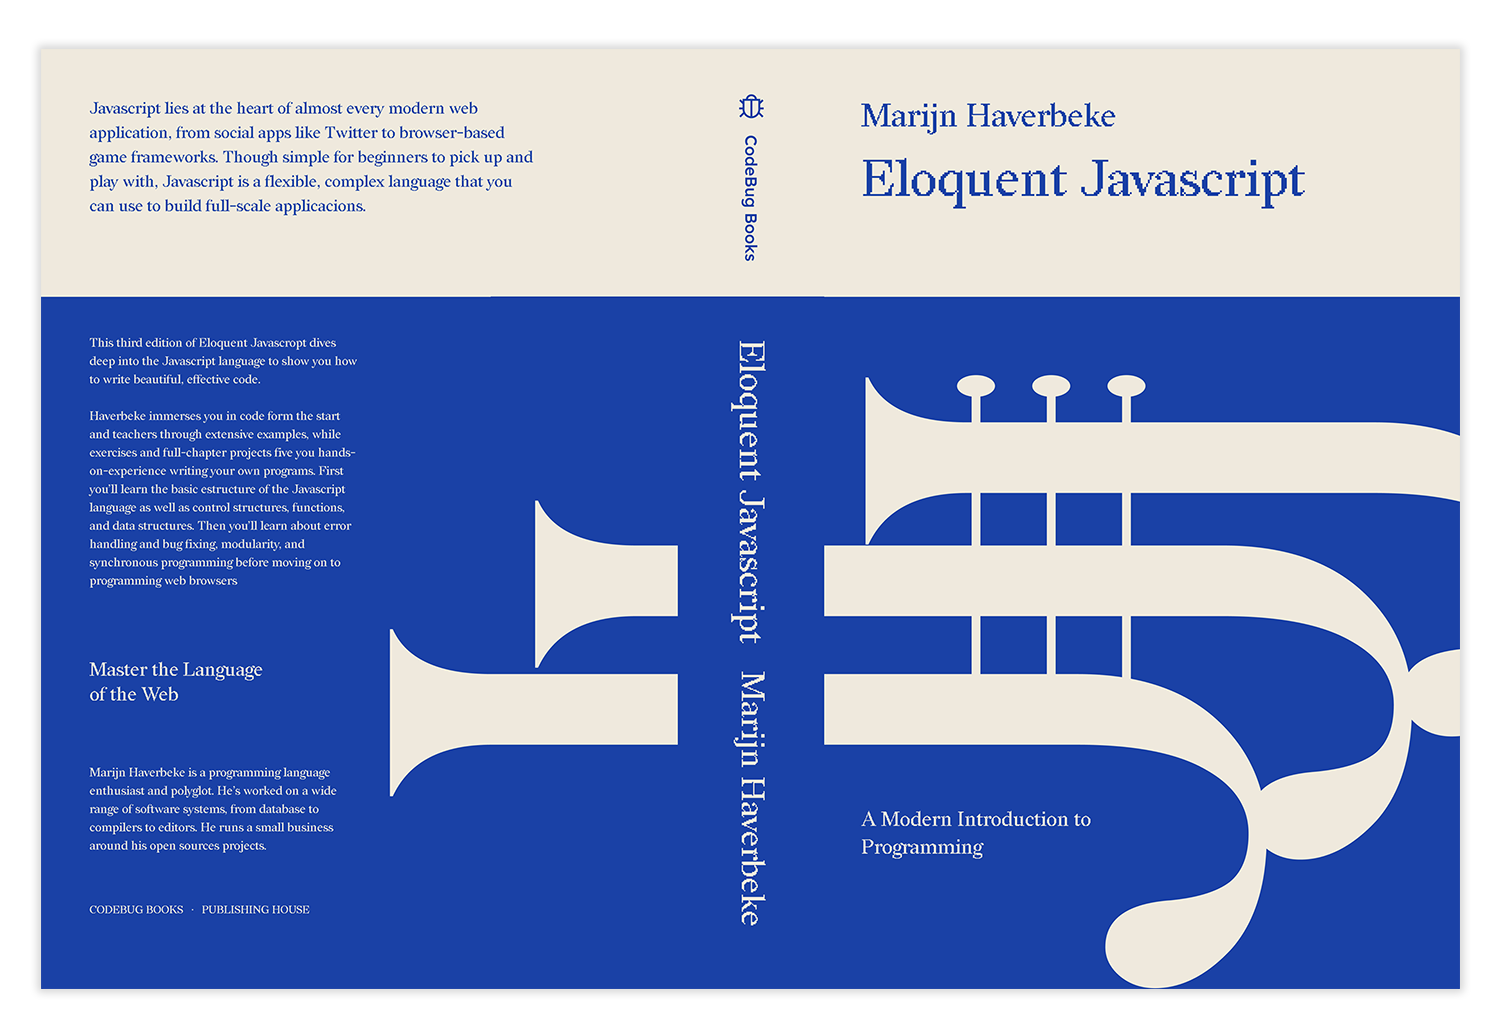 Javascript lies at the heart of almost every modern web
application, from social apps like Twitter to browser-based
game frameworks. Though simple for beginners to pick up and
play with, Javascript is a flexible, complex language that you
can use to build full-scale applicacions.
This third edition of Eloquent Javascropt dives
deep into the Javascript language to show you how
to write beautiful, effective code.
Haverbeke immerses you in code form the start
and teachers through extensive examples, while
exercises and full-chapter projects five you hands-
on-experience writing your own programs. First
you'll learn the basic estructure of the Javascript
language as well as control structures, functions,
and data structures. Then you'll learn about error
handling and bug fixing, modularity, and
synchronous programming before moving on to
programming web browsers
Master the Language
of the Web
Marijn Haverbeke is a programming language
enthusiast and polyglot. He's worked on a wide
range of software systems, from database to
compilers to editors. He runs a small business
around his open sources projects.
CODEBUG BOOKS · PUBLISHING HOUSE
CodeBug Books
Eloquent Javascript Marijn Haverbeke
Marijn Haverbeke
Eloquent Javascript
A Modern Introduction to
Programming